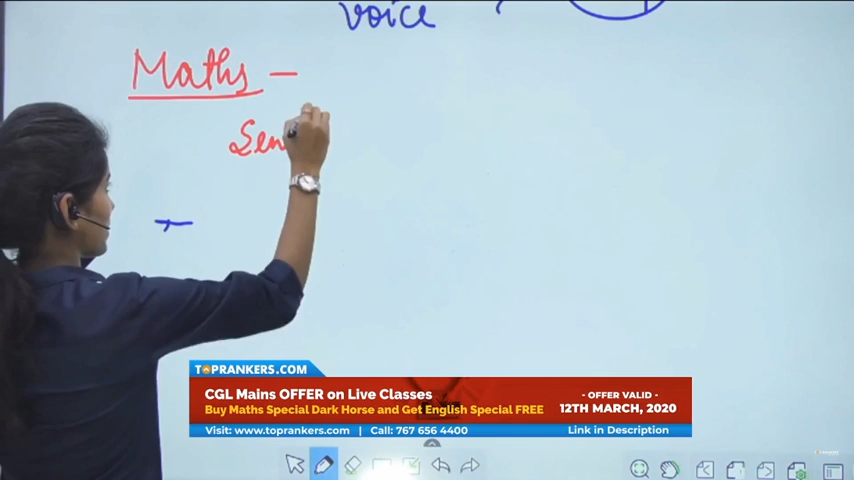 voice
Maths -
TOPRANKERS.COM
CGL Mains OFFER on Live Classes
Buy Maths Special Dark Horse and Get English Special FREE
- OFFER VALID -
12TH MARCH, 2020
Visit: www.toprankers.com | Call: 767 656 4400
Link in Description